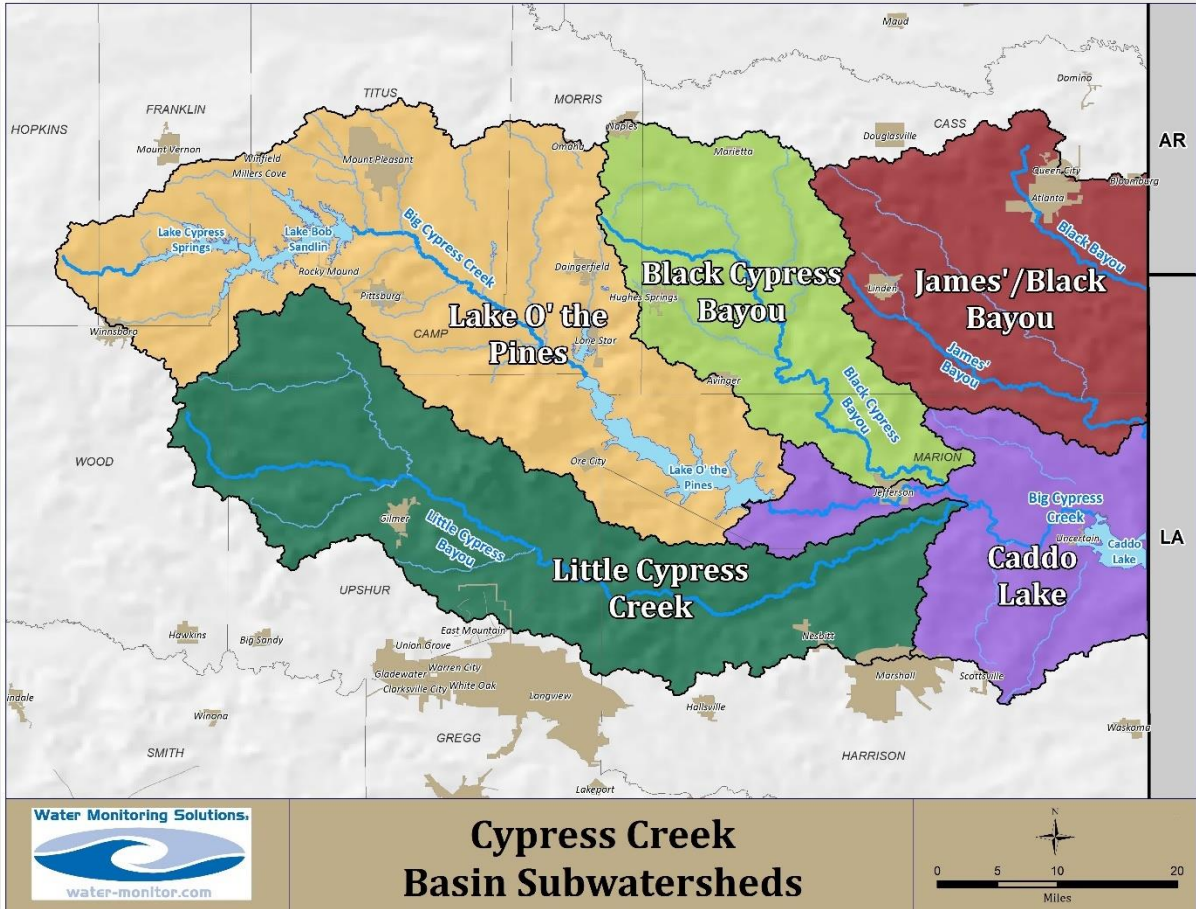 Maud
Domino
TITUS
MORRIS
FRANKLIN
CASS
HOPKINS
Naples
Douglasville
AR
Mount Vernon
Omaha
Marietta
Winfield
Millers Cove
Mount Pleasant
Queen City
Bloomburg
Atlanta
Lake Cypress
Springs
Lake Bob
Sandlin
Big Cypress Creek
Black Bayou
Rocky Mound
Daingerfield
Black Cypress
Bayou
James'/Black
Bayou
Linden
Pittsburg
Hughes Springs
Lake O' the
Pines
Winnsboro
CAMP
Lone Star
James'
Bayou
Avinger
Black Cypress
Bayou
WOOD
MARION
Ore City
Lake O' the
Pines
Jefferson
Big Cypress
Creek
Gilmer
Little Cypress
Bayou
Uncertain
Caddo
Lake
LA
Little Cypress
Creek
Caddo
Lake
UPSHUR
Hawkins
Big Sandy
East Mountain
Nesbitt
Union Grove
Gladewater
Warren City
Clarksville City
White Oak
Longview
Marshall
Scottsville
indale
Winona
Hallsville
Waskom
SMITH
GREGG
HARRISON
Lakeport
Water Monitoring Solutions
water-monitor.com
Cypress Creek
Basin Subwatersheds
N
0 5 10 20
Miles